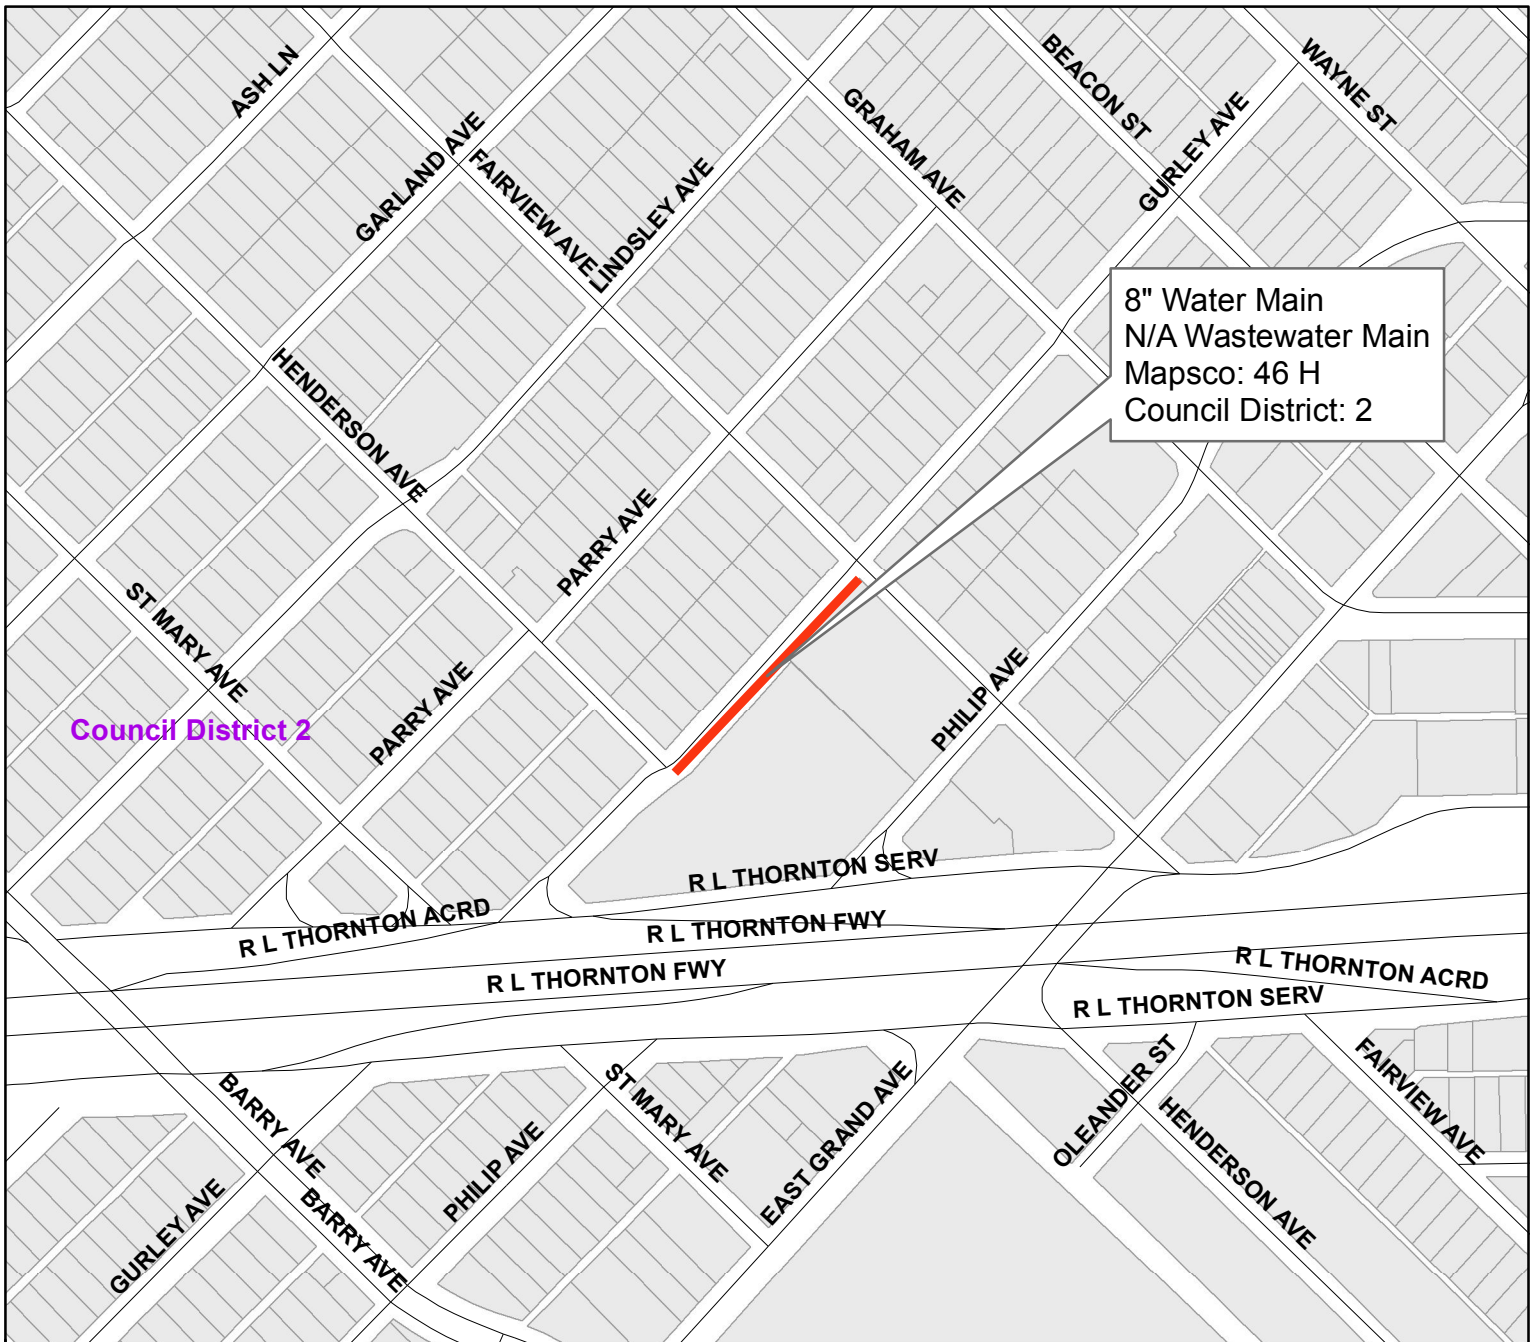 ASH LN
BEACON ST
WAYNE ST
GRAHAM AVE
GURLEY AVE
GARLAND AVE
FAIRVIEW AVE
LINDSLEY AVE
8" Water Main
N/A Wastewater Main
Mapsco: 46 H
Council District: 2
HENDERSON AVE
PARRY AVE
ST MARY AVE
Council District 2
PARRY AVE
PHILIP AVE
R L THORNTON SERV
R L THORNTON ACRD
R L THORNTON FWY
R L THORNTON FWY
R L THORNTON ACRD
R L THORNTON SERV
BARRY AVE
ST MARY AVE
EAST GRAND AVE
OLEANDER ST
FAIRVIEW AVE
HENDERSON AVE
PHILIP AVE
GURLEY AVE
BARRY AVE